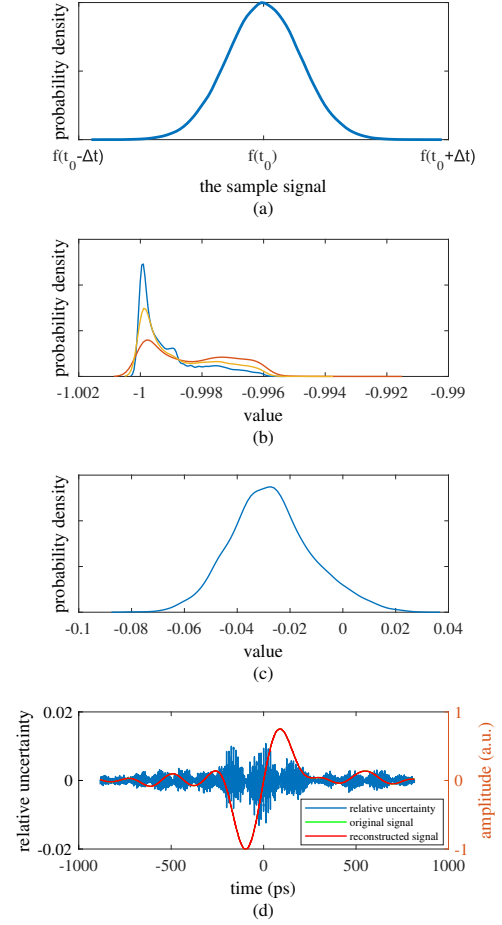 probability density
f(t0-Δt) f(t0) f(t0+Δt)
the sample signal
(a)
probability density
-1.002 -1 -0.998 -0.996 -0.994 -0.992 -0.99
value
(b)
probability density
-0.1 -0.08 -0.06 -0.04 -0.02 0 0.02 0.04
value
(c)
relative uncertainty
0.02
0
-0.02
1
0
-1
amplitude (a.u.)
relative uncertainty
original signal
reconstructed signal
-1000 -500 0 500 1000
time (ps)
(d)